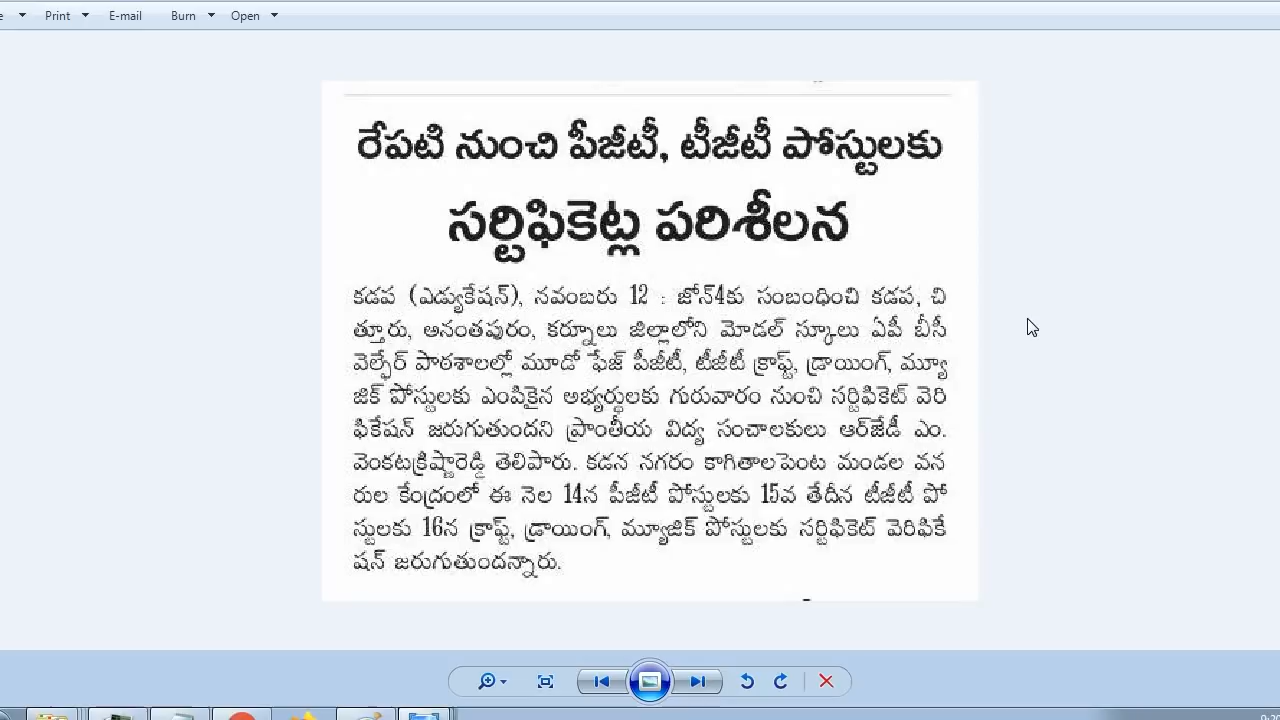 Print E-mail Burn Open
రేపటి నుంచి పీజీటీ, టీజీటీ పోస్టులకు
సర్టిఫికెట్ల పరిశీలన
కడప (ఎడ్యుకేషన్), నవంబరు 12 : జోన్4కు సంబంధించి కడప, చి
త్తూరు, అనంతపురం, కర్నూలు జిల్లాలోని మోడల్ స్కూలు ఏపీ బీసీ
వెల్ఫేర్ పాఠశాలల్లో మూడో ఫేజ్ పీజీటీ, టీజీటీ క్రాఫ్ట్, డ్రాయింగ్, మ్యూ
జిక్ పోస్టులకు ఎంపికైన అభ్యర్థులకు గురువారం నుంచి సర్టిఫికెట్ వెరి
ఫికేషన్ జరుగుతుందని ప్రాంతీయ విద్య సంచాలకులు ఆర్‌జేడీ ఎం.
వెంకటక్రిష్ణారెడ్డి తెలిపారు. కడన నగరం కాగితాలపెంట మండల వన
రుల కేంద్రంలో ఈ నెల 14న పీజీటీ పోస్టులకు 15వ తేదీన టీజీటీ పో
స్టులకు 16న క్రాఫ్ట్, డ్రాయింగ్, మ్యూజిక్ పోస్టులకు సర్టిఫికెట్ వెరిఫికే
షన్ జరుగుతుందన్నారు.